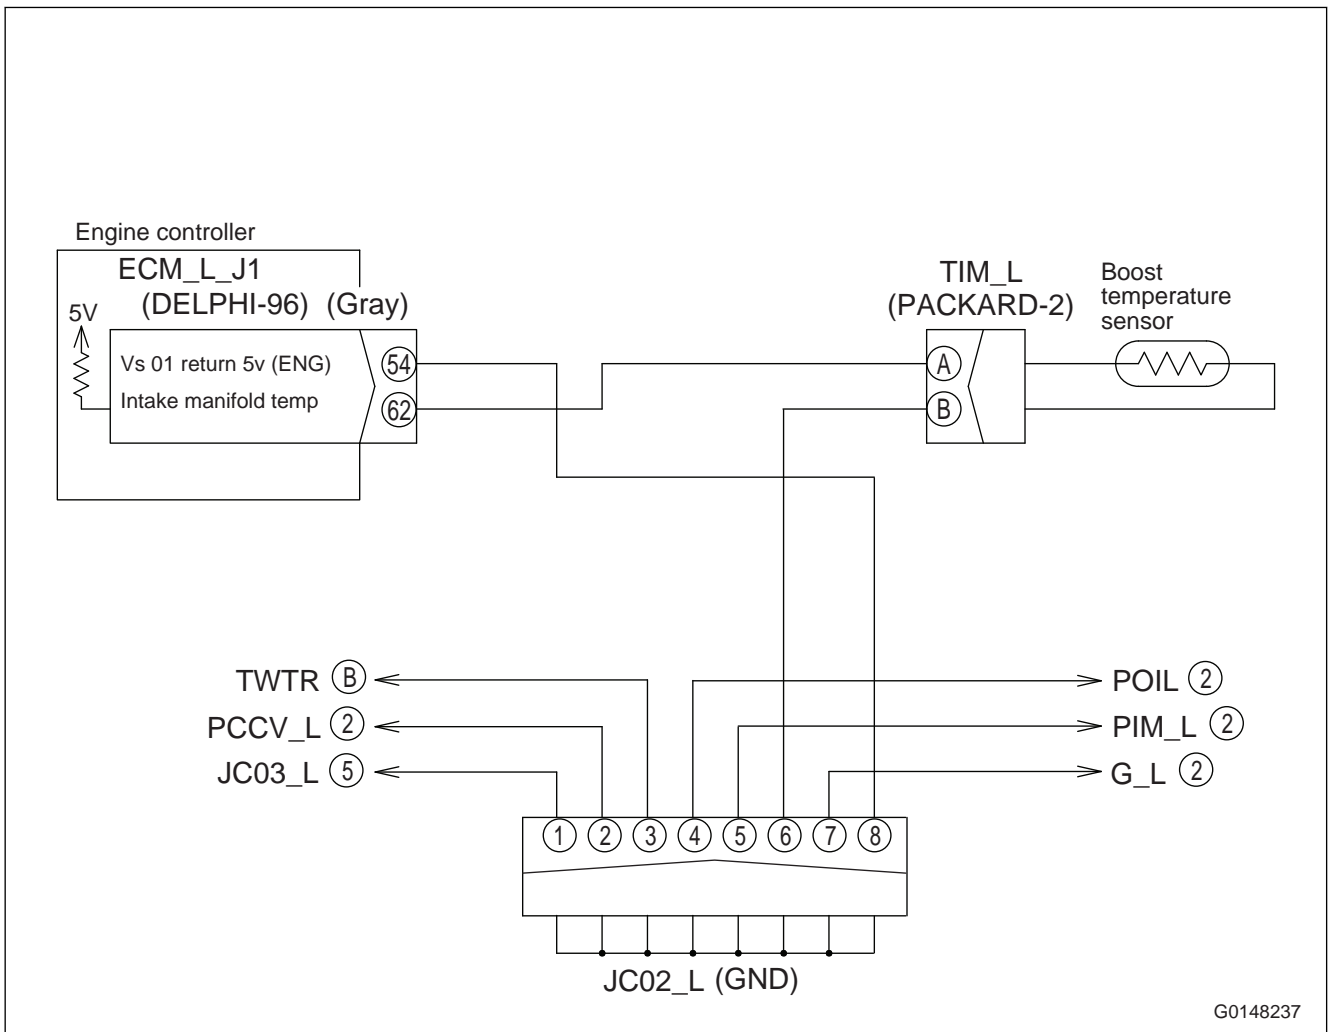 Engine controller
ECM_L_J1
(DELPHI-96) (Gray)
5V
Vs 01 return 5v (ENG)
Intake manifold temp
54
62
TIM_L
(PACKARD-2)
A
B
Boost
temperature
sensor
TWTR B
PCCV_L 2
JC03_L 5
POIL 2
PIM_L 2
G_L 2
1 2 3 4 5 6 7 8
JC02_L (GND)
G0148237